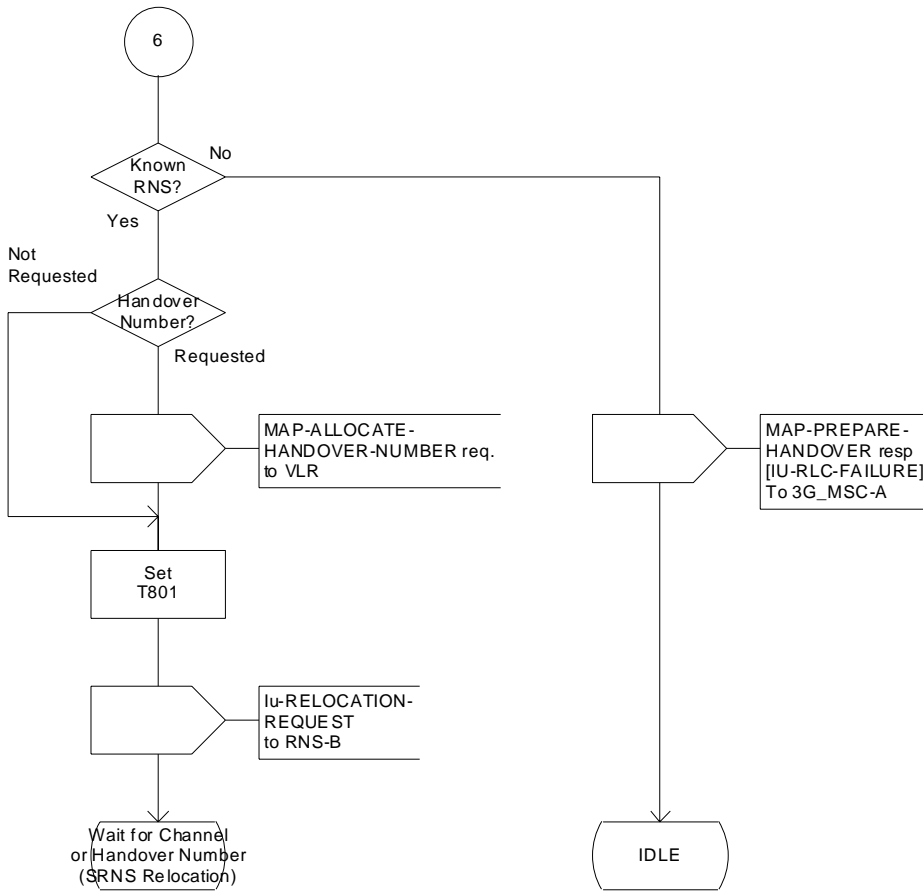 6
Known
RNS?
No
Yes
Not
Requested
Handover
Number?
Requested
MAP-ALLOCATE-
HANDOVER-NUMBER req.
to VLR
MAP-PREPARE-
HANDOVER resp
[IU-RLC-FAILURE]
To 3G_MSC-A
Set
T801
Iu-RELOCATION-
REQUEST
to RNS-B
Wait for Channel
or Handover Number
(SRNS Relocation)
IDLE